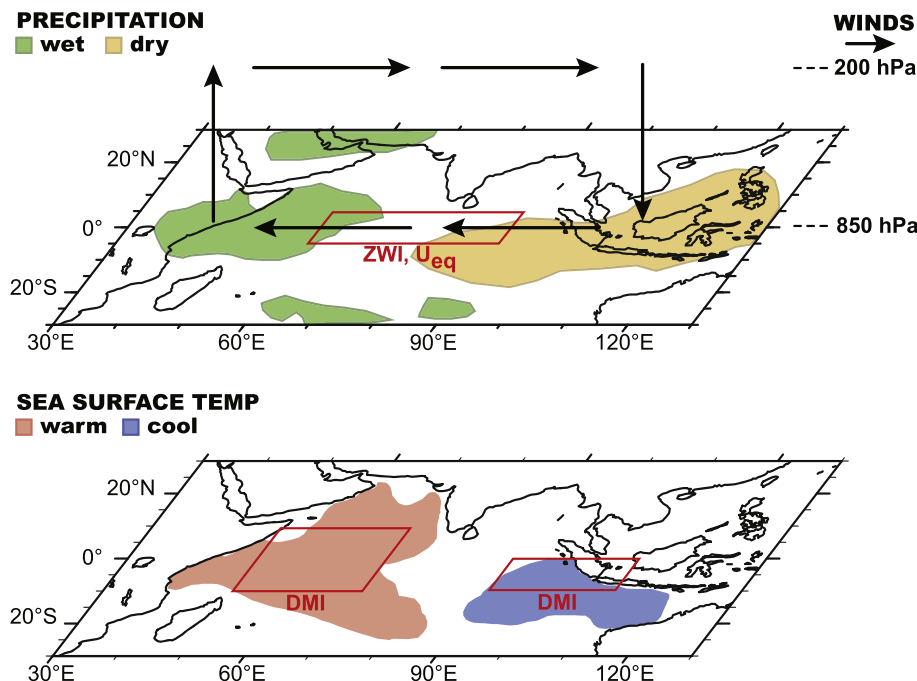 PRECIPITATION
wet dry
WINDS
200 hPa
20°N
0°
850 hPa
ZWI, Ueq
20°S
30°E 60°E 90°E 120°E
SEA SURFACE TEMP
warm cool
20°N
0°
DMI DMI
20°S
30°E 60°E 90°E 120°E